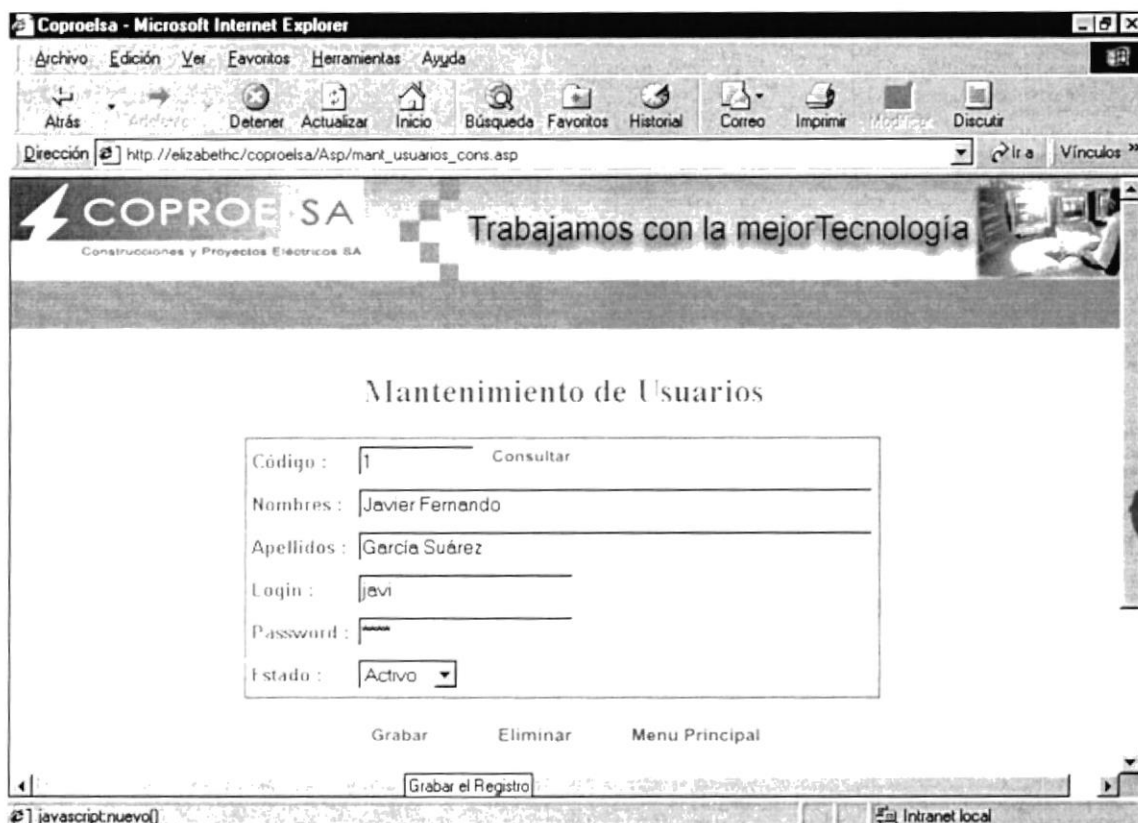 Coproelsa - Microsoft Internet Explorer
Archivo Edición Ver Favoritos Herramientas Ayuda
Atrás Adelante Detener Actualizar Inicio Búsqueda Favoritos Historial Correo Imprimir Modificar Discutir
Dirección http://elizabethc/coproelsa/Asp/mant_usuarios_cons.asp Ir a Vínculos »
COPROE SA
Construcciones y Proyectos Eléctricos SA
Trabajamos con la mejorTecnología
Mantenimiento de Usuarios
Código : 1 Consultar
Nombres : Javier Fernando
Apellidos : García Suárez
Login : javi
Password : ****
Estado : Activo
Grabar Eliminar Menu Principal
Grabar el Registro
javascript:nuevo() Intranet local